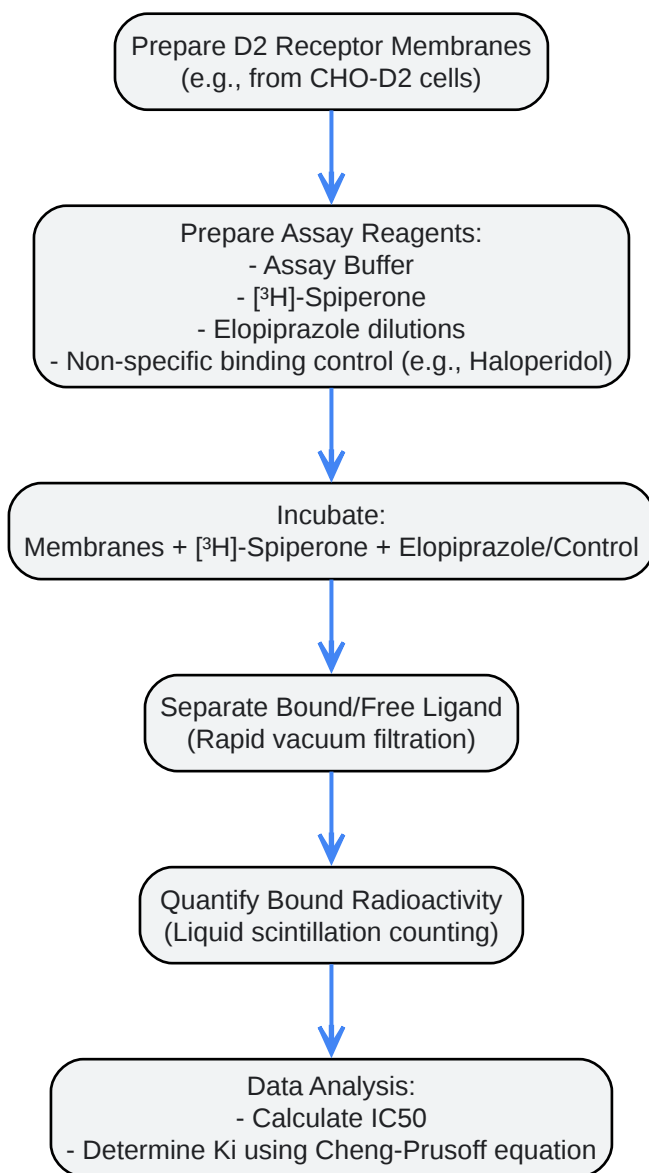 Prepare D2 Receptor Membranes
(e.g., from CHO-D2 cells)
Prepare Assay Reagents:
- Assay Buffer
- [³H]-Spiperone
- Elopiprazole dilutions
- Non-specific binding control (e.g., Haloperidol)
Incubate:
Membranes + [³H]-Spiperone + Elopiprazole/Control
Separate Bound/Free Ligand
(Rapid vacuum filtration)
Quantify Bound Radioactivity
(Liquid scintillation counting)
Data Analysis:
- Calculate IC50
- Determine Ki using Cheng-Prusoff equation